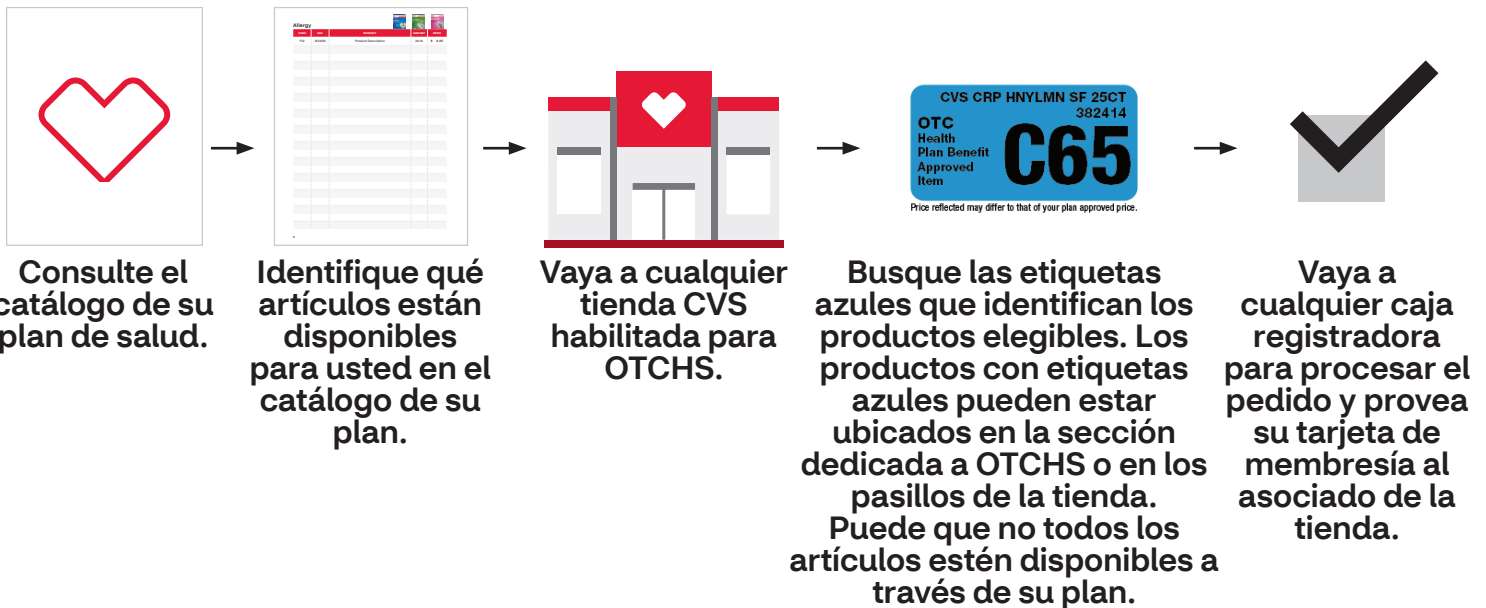 Allergy
Consulte el
catálogo de su
plan de salud.
Identifique qué
artículos están
disponibles
para usted en el
catálogo de su
plan.
Vaya a cualquier
tienda CVS
habilitada para
OTCHS.
CVS CRP HNYLMN SF 25CT
382414
OTC
Health
Plan Benefit
Approved
Item
C65
Price reflected may differ to that of your plan approved price.
Busque las etiquetas
azules que identifican los
productos elegibles. Los
productos con etiquetas
azules pueden estar
ubicados en la sección
dedicada a OTCHS o en los
pasillos de la tienda.
Puede que no todos los
artículos estén disponibles a
través de su plan.
Vaya a
cualquier caja
registradora
para procesar el
pedido y provea
su tarjeta de
membresía al
asociado de la
tienda.